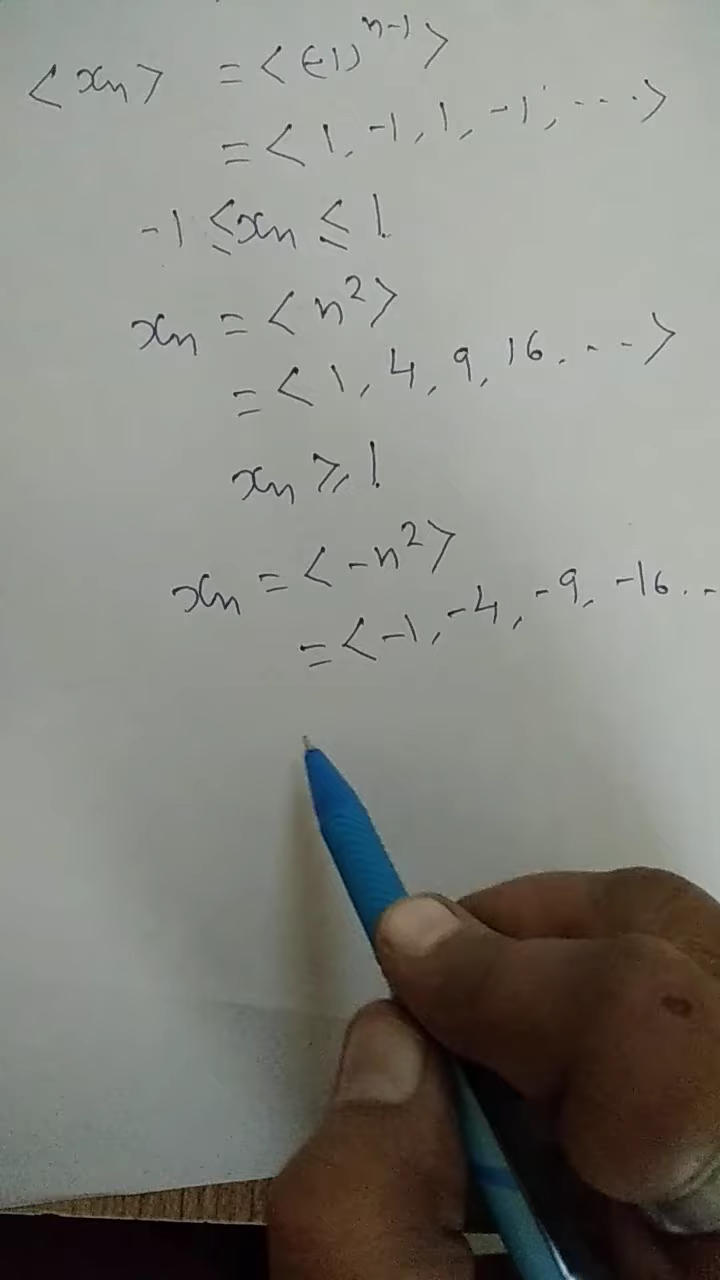 <xn> = <(-1)^{n-1}>
= <1, -1, 1, -1, ...>
-1 ≤ xn ≤ 1.
xn = <n²>
= <1, 4, 9, 16, ...>
xn ≥ 1.
xn = <-n²>
= <-1, -4, -9, -16...